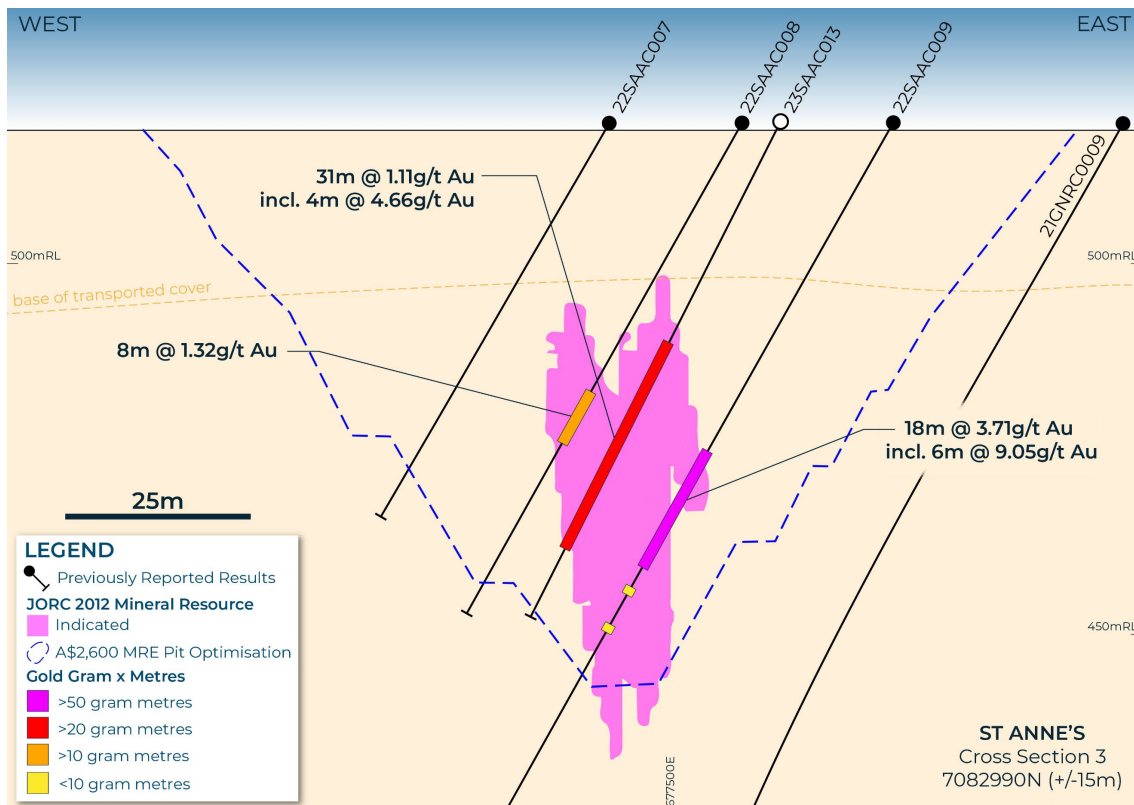 WEST
EAST
22SAAC007
22SAAC008
23SAAC013
22SAAC009
21GNRC0009
31m @ 1.11g/t Au
incl. 4m @ 4.66g/t Au
500mRL
500mRL
base of transported cover
8m @ 1.32g/t Au
18m @ 3.71g/t Au
incl. 6m @ 9.05g/t Au
25m
LEGEND
Previously Reported Results
JORC 2012 Mineral Resource
Indicated
A$2,600 MRE Pit Optimisation
Gold Gram x Metres
>50 gram metres
>20 gram metres
>10 gram metres
<10 gram metres
450mRL
677500E
ST ANNE'S
Cross Section 3
7082990N (+/-15m)